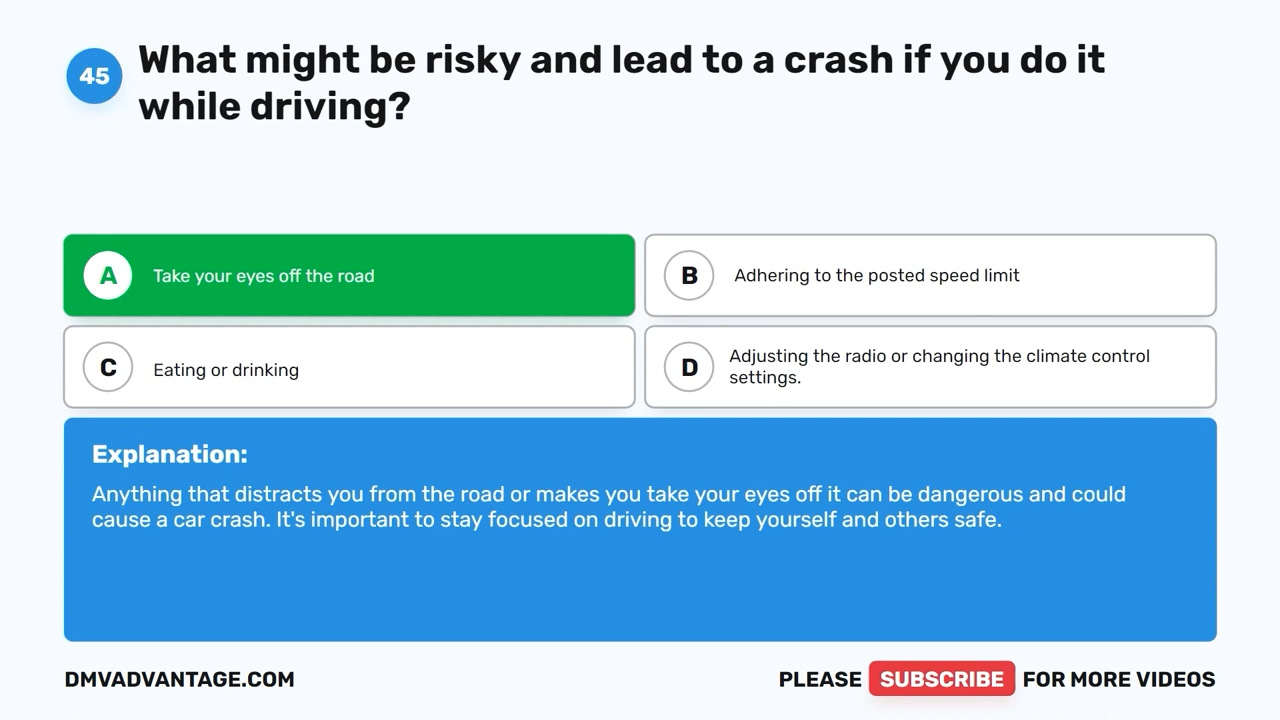 45
What might be risky and lead to a crash if you do it
while driving?
A
Take your eyes off the road
B
Adhering to the posted speed limit
C
Eating or drinking
D
Adjusting the radio or changing the climate control
settings.
Explanation:
Anything that distracts you from the road or makes you take your eyes off it can be dangerous and could
cause a car crash. It's important to stay focused on driving to keep yourself and others safe.
DMVADVANTAGE.COM
PLEASE SUBSCRIBE FOR MORE VIDEOS